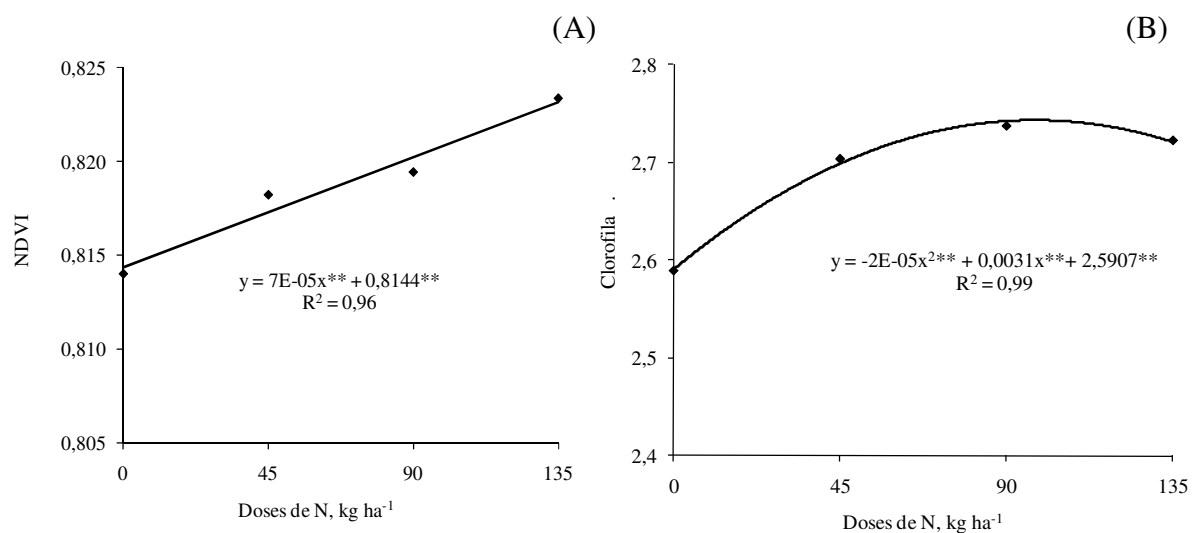 (A)
0,825
0,820
0,815
0,810
0,805
NDVI
y = 7E-05x** + 0,8144**
R² = 0,96
0 45 90 135
Doses de N, kg ha⁻¹
(B)
2,8
2,7
2,6
2,5
2,4
Clorofila .
y = -2E-05x²** + 0,0031x**+ 2,5907**
R² = 0,99
0 45 90 135
Doses de N, kg ha⁻¹